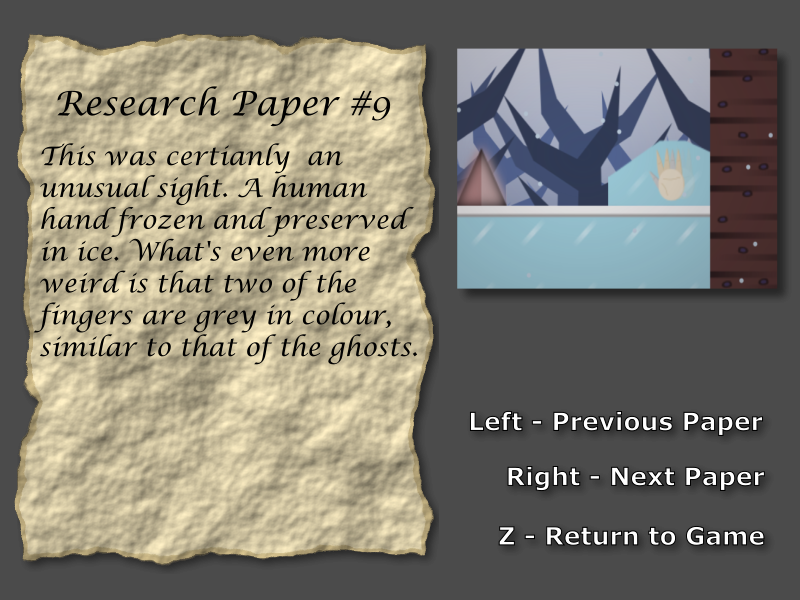 Research Paper #9
This was certianly  an
unusual sight. A human
hand frozen and preserved
in ice. What's even more
weird is that two of the
fingers are grey in colour,
similar to that of the ghosts.
Left - Previous Paper
Right - Next Paper
Z - Return to Game